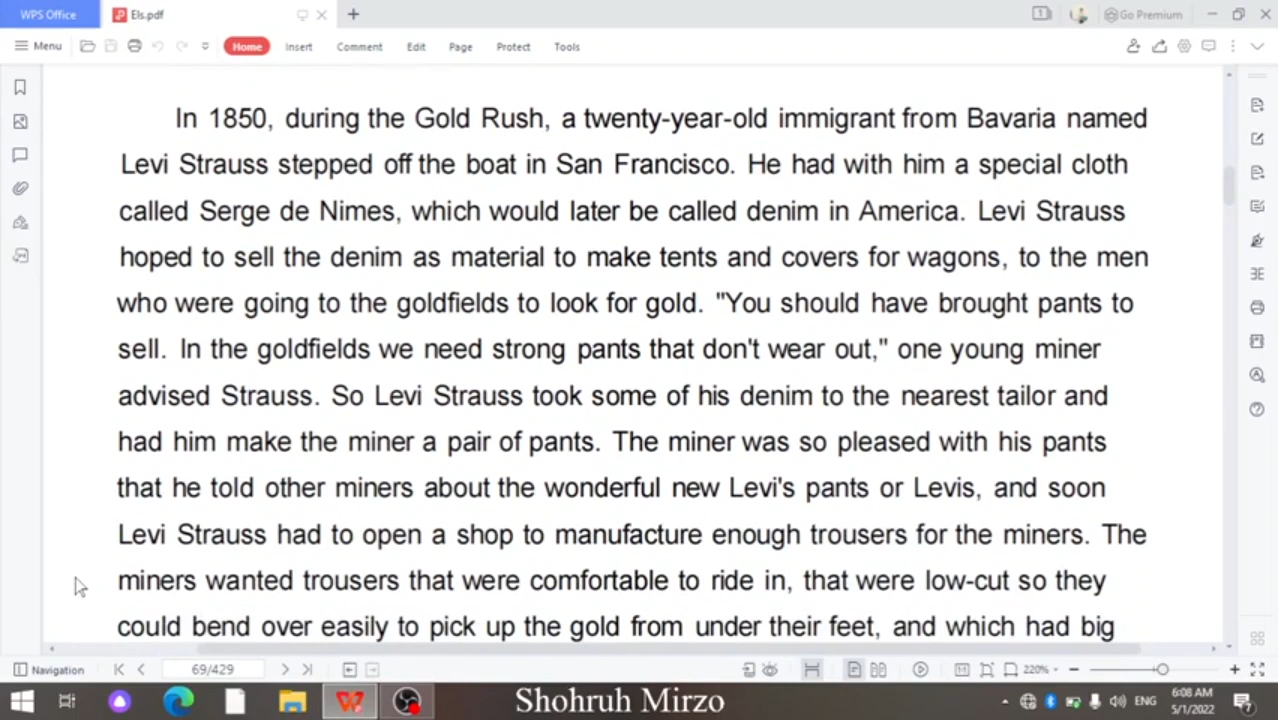 WPS Office
Els.pdf
Go Premium
Menu
Home
Insert
Comment
Edit
Page
Protect
Tools
In 1850, during the Gold Rush, a twenty-year-old immigrant from Bavaria named
Levi Strauss stepped off the boat in San Francisco. He had with him a special cloth
called Serge de Nimes, which would later be called denim in America. Levi Strauss
hoped to sell the denim as material to make tents and covers for wagons, to the men
who were going to the goldfields to look for gold. "You should have brought pants to
sell. In the goldfields we need strong pants that don't wear out," one young miner
advised Strauss. So Levi Strauss took some of his denim to the nearest tailor and
had him make the miner a pair of pants. The miner was so pleased with his pants
that he told other miners about the wonderful new Levi's pants or Levis, and soon
Levi Strauss had to open a shop to manufacture enough trousers for the miners. The
miners wanted trousers that were comfortable to ride in, that were low-cut so they
could bend over easily to pick up the gold from under their feet, and which had big
Navigation
69/429
220%
Shohruh Mirzo
ENG
6:08 AM
5/1/2022